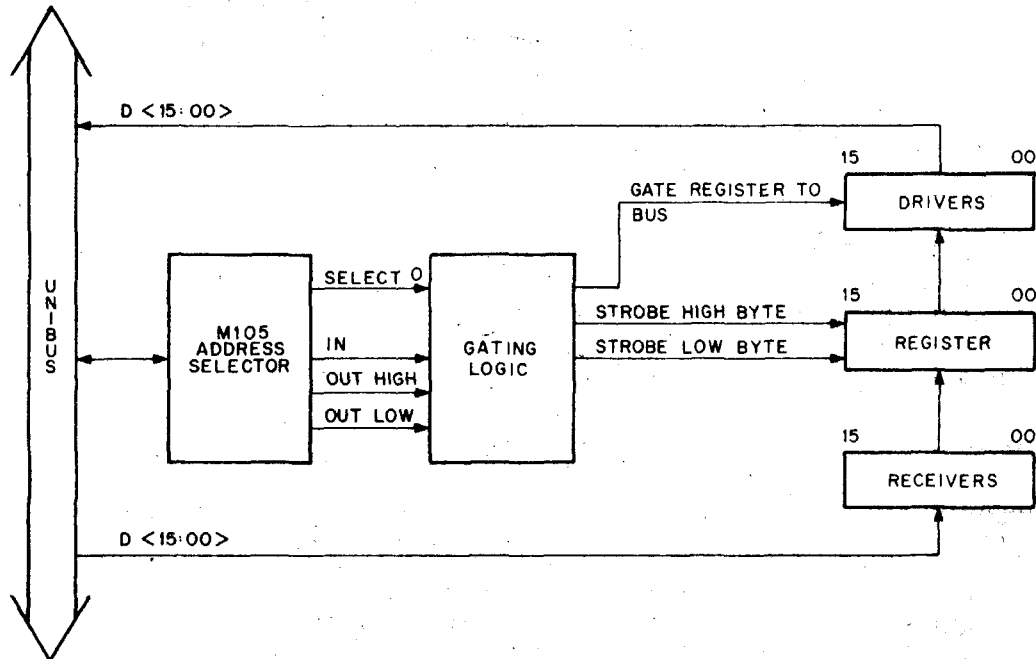 D <15:00>
15 00
DRIVERS
GATE REGISTER TO
BUS
UNIBUS
M105
ADDRESS
SELECTOR
SELECT 0
IN
OUT HIGH
OUT LOW
GATING
LOGIC
STROBE HIGH BYTE
STROBE LOW BYTE
15 00
REGISTER
15 00
RECEIVERS
D <15:00>